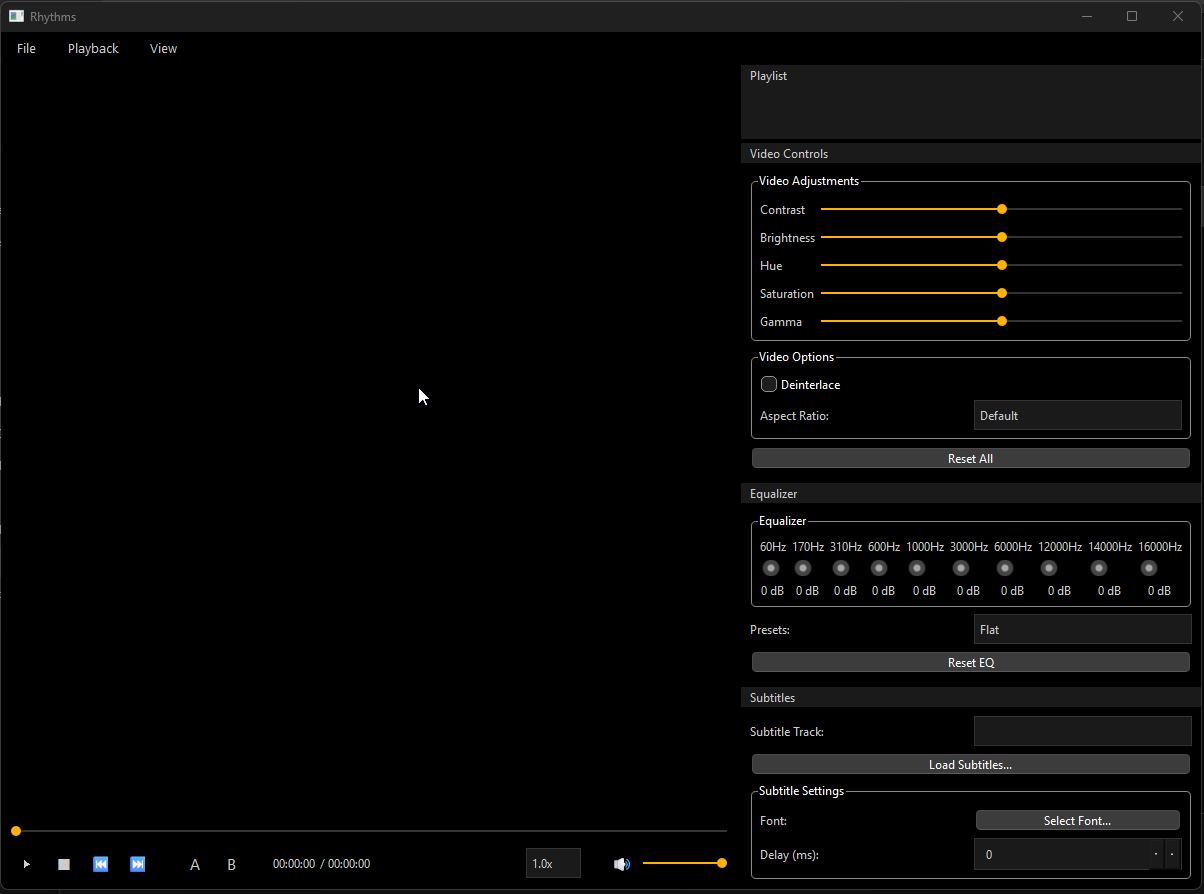 Rhythms
File Playback View
Playlist
Video Controls
Video Adjustments
Contrast
Brightness
Hue
Saturation
Gamma
Video Options
Deinterlace
Aspect Ratio: Default
Reset All
Equalizer
Equalizer
60Hz 170Hz 310Hz 600Hz 1000Hz 3000Hz 6000Hz 12000Hz 14000Hz 16000Hz
0 dB 0 dB 0 dB 0 dB 0 dB 0 dB 0 dB 0 dB 0 dB 0 dB
Presets: Flat
Reset EQ
Subtitles
Subtitle Track:
Load Subtitles...
Subtitle Settings
Font: Select Font...
Delay (ms): 0
A B 00:00:00 / 00:00:00 1.0x